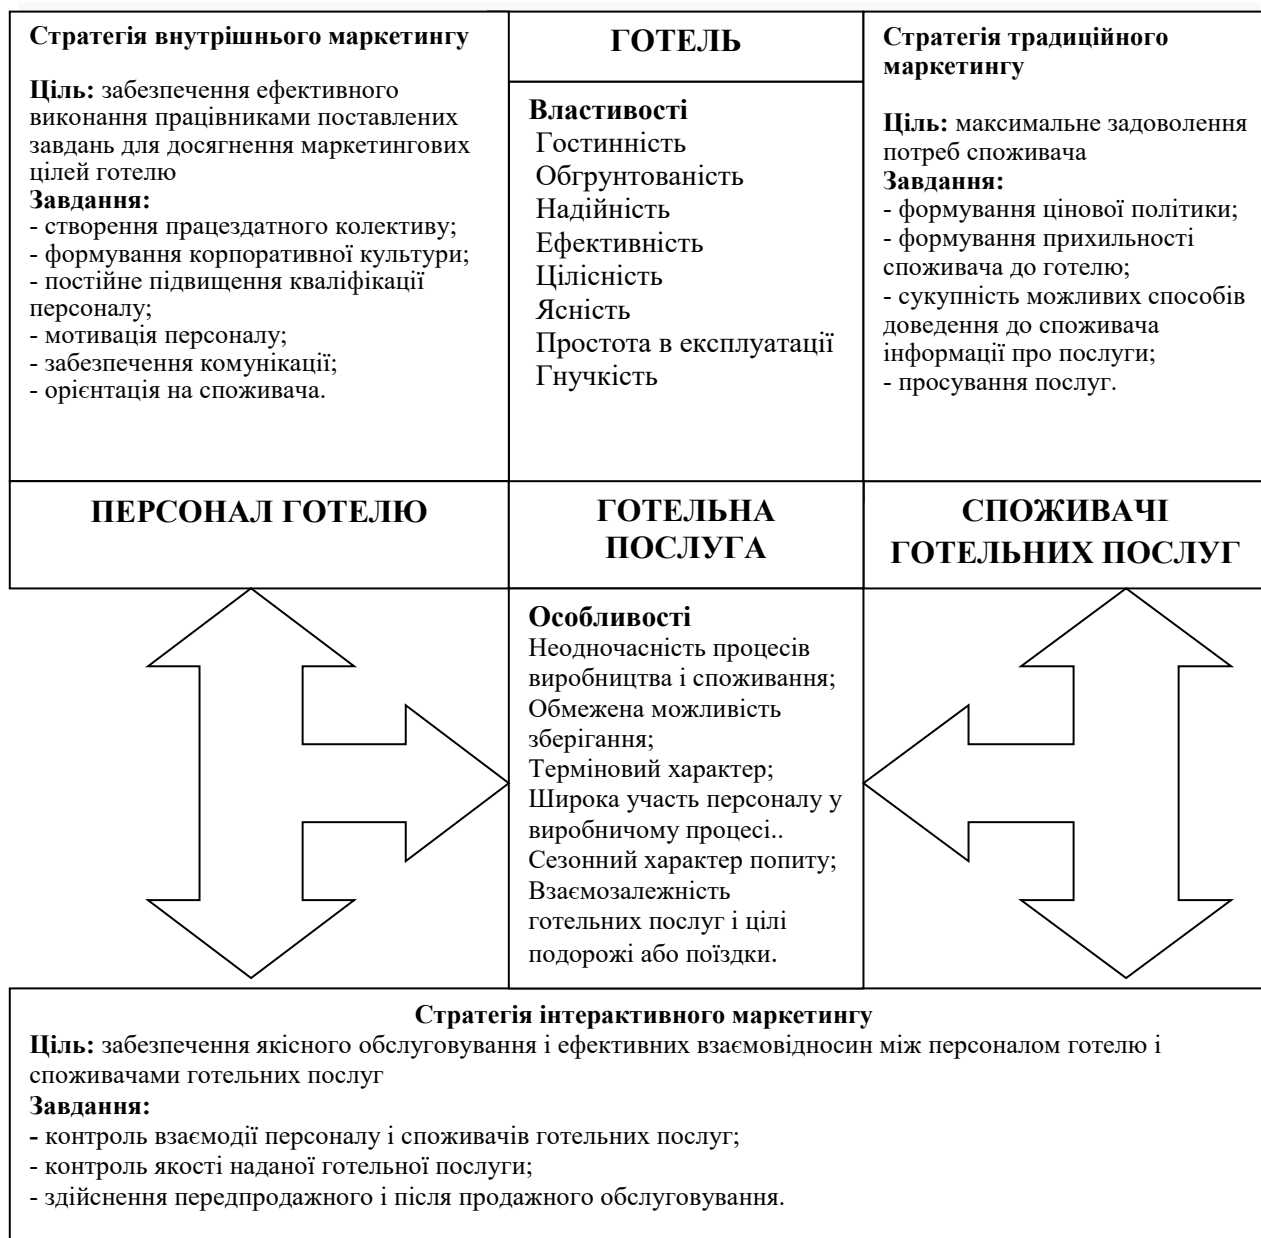 Стратегія внутрішнього маркетингу
Ціль: забезпечення ефективного
виконання працівниками поставлених
завдань для досягнення маркетингових
цілей готелю
Завдання:
- створення працездатного колективу;
- формування корпоративної культури;
- постійне підвищення кваліфікації
персоналу;
- мотивація персоналу;
- забезпечення комунікації;
- орієнтація на споживача.
ГОТЕЛЬ
Властивості
Гостинність
Обгрунтованість
Надійність
Ефективність
Цілісність
Ясність
Простота в експлуатації
Гнучкість
Стратегія традиційного
маркетингу
Ціль: максимальне задоволення
потреб споживача
Завдання:
- формування цінової політики;
- формування прихильності
споживача до готелю;
- сукупність можливих способів
доведення до споживача
інформації про послуги;
- просування послуг.
ПЕРСОНАЛ ГОТЕЛЮ
ГОТЕЛЬНА
ПОСЛУГА
СПОЖИВАЧІ
ГОТЕЛЬНИХ ПОСЛУГ
Особливості
Неодночасність процесів
виробництва і споживання;
Обмежена можливість
зберігання;
Терміновий характер;
Широка участь персоналу у
виробничому процесі..
Сезонний характер попиту;
Взаємозалежність
готельних послуг і цілі
подорожі або поїздки.
Стратегія інтерактивного маркетингу
Ціль: забезпечення якісного обслуговування і ефективних взаємовідносин між персоналом готелю і
споживачами готельних послуг
Завдання:
- контроль взаємодії персоналу і споживачів готельних послуг;
- контроль якості наданої готельної послуги;
- здійснення передпродажного і після продажного обслуговування.